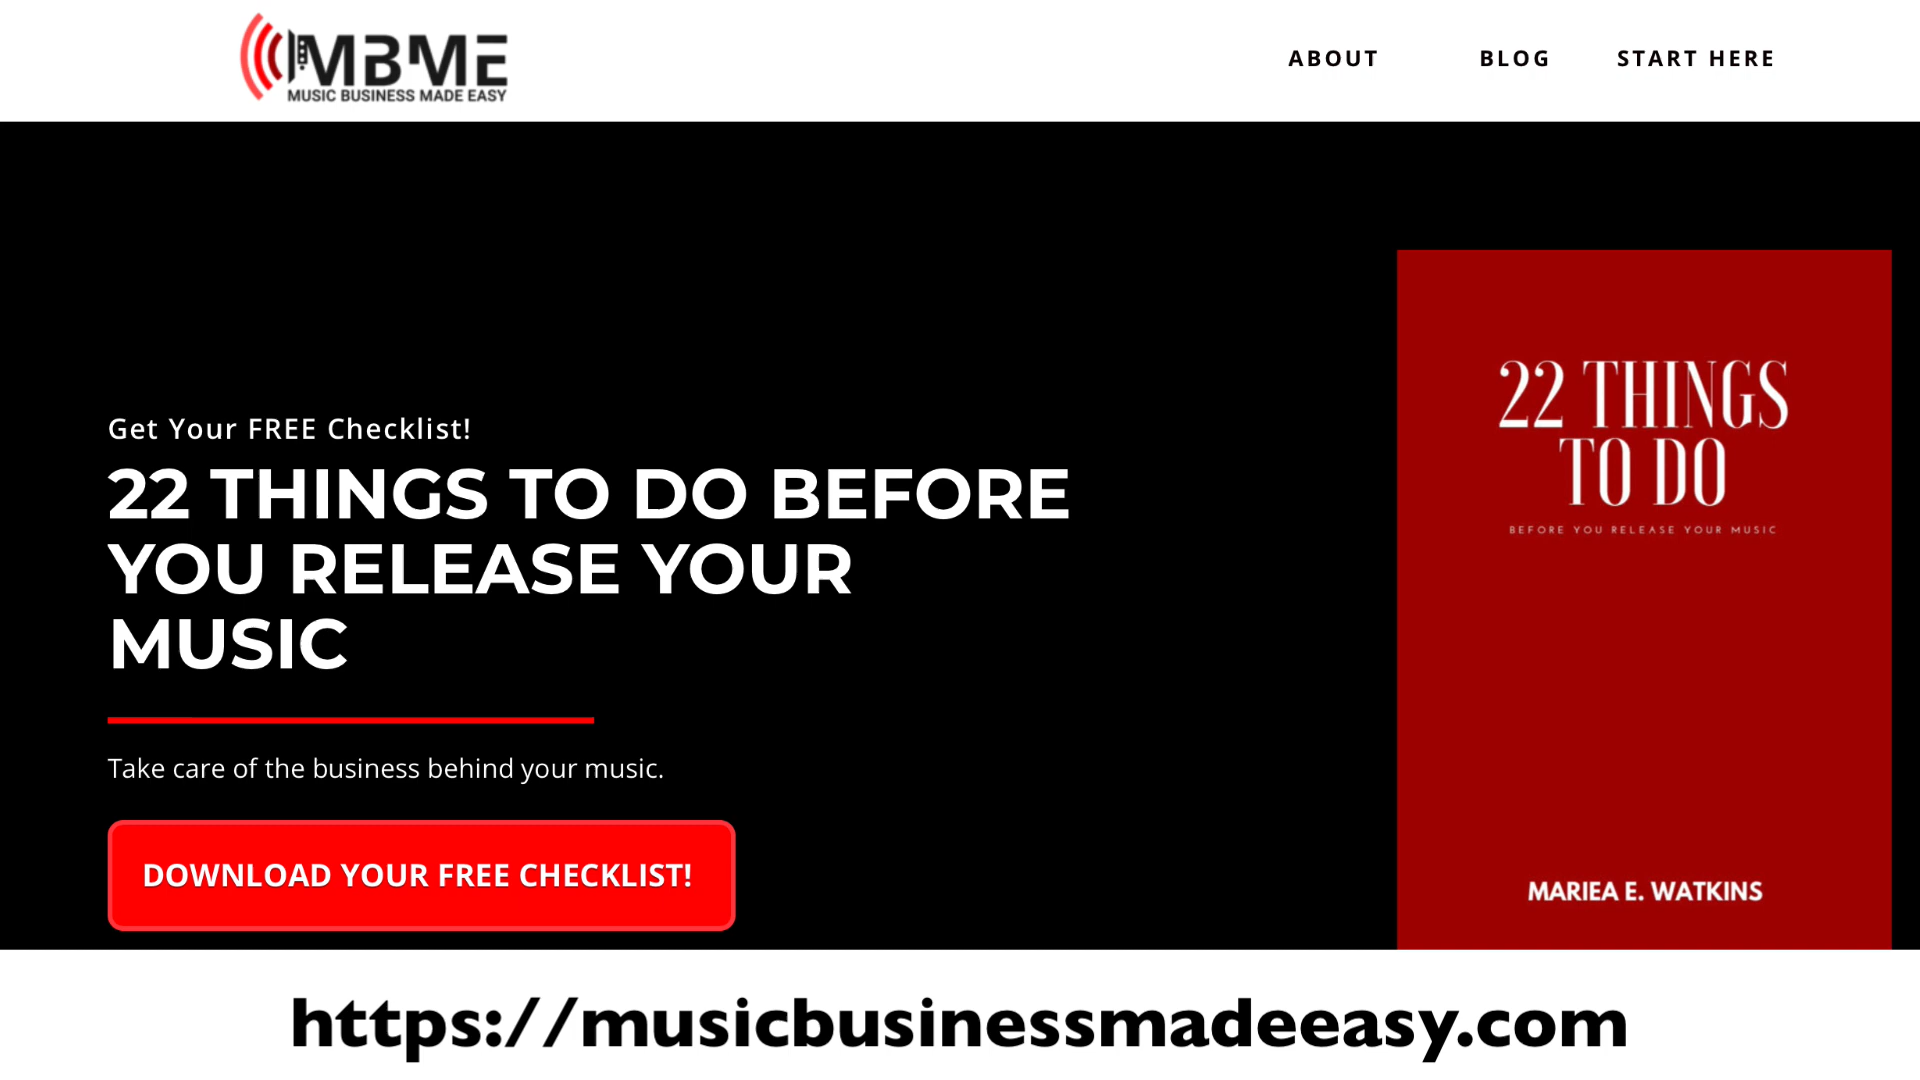 MBME
MUSIC BUSINESS MADE EASY
ABOUT BLOG START HERE
Get Your FREE Checklist!
22 THINGS TO DO BEFORE
YOU RELEASE YOUR
MUSIC
Take care of the business behind your music.
DOWNLOAD YOUR FREE CHECKLIST!
22 THINGS
TO DO
BEFORE YOU RELEASE YOUR MUSIC
MARIEA E. WATKINS
https://musicbusinessmadeeasy.com